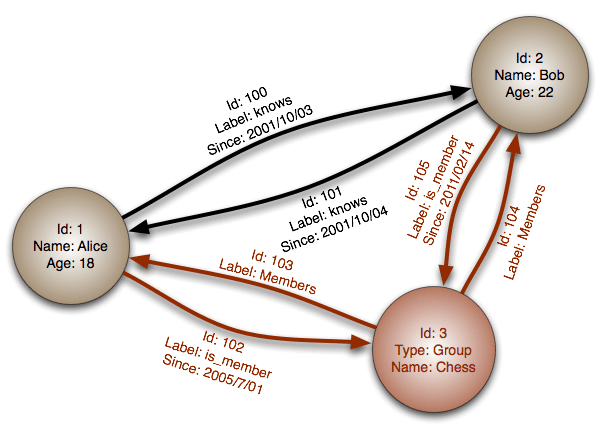 Id: 2
Name: Bob
Age: 22
Id: 100
Label: knows
Since: 2001/10/03
Id: 101
Label: knows
Since: 2001/10/04
Id: 105
Label: is_member
Since: 2011/02/14
Id: 104
Label: Members
Id: 1
Name: Alice
Age: 18
Id: 103
Label: Members
Id: 102
Label: is_member
Since: 2005/7/01
Id: 3
Type: Group
Name: Chess